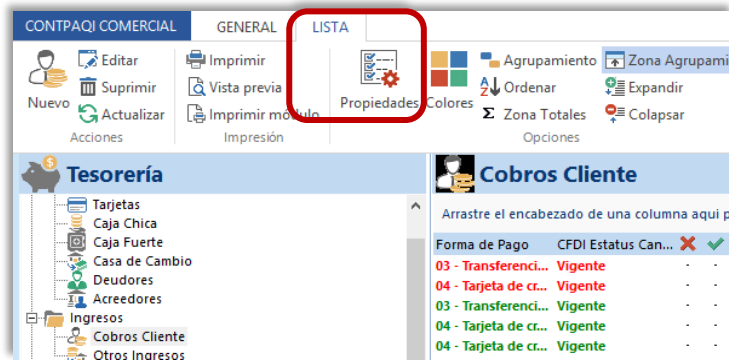 CONTPAQI COMERCIAL GENERAL LISTA
Editar Imprimir Agrupamiento Zona Agrupami
Suprimir Vista previa Ordenar Expandir
Nuevo Actualizar Imprimir módulo Propiedades Colores Σ Zona Totales Colapsar
Acciones Impresión Opciones
Tesorería
Tarjetas
Caja Chica
Caja Fuerte
Casa de Cambio
Deudores
Acreedores
Ingresos
Cobros Cliente
Otros Ingresos
Cobros Cliente
Arrastre el encabezado de una columna aqui p
Forma de Pago CFDI Estatus Can...
03 - Transferenci... Vigente - -
04 - Tarjeta de cr... Vigente - -
03 - Transferenci... Vigente - -
04 - Tarjeta de cr... Vigente - -
04 - Tarjeta de cr... Vigente - -